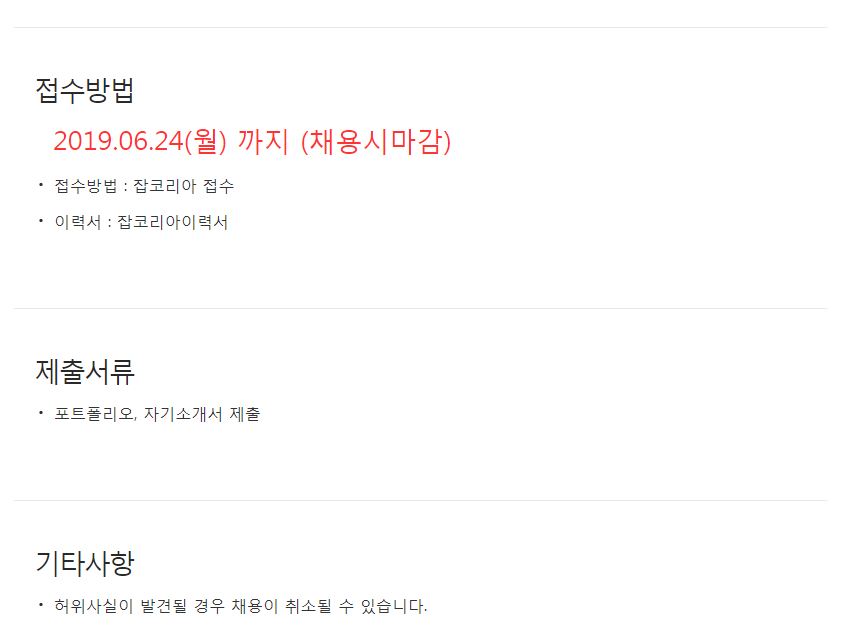 접수방법
2019.06.24(월) 까지 (채용시마감)
· 접수방법 : 잡코리아 접수
· 이력서 : 잡코리아이력서
제출서류
· 포트폴리오, 자기소개서 제출
기타사항
· 허위사실이 발견될 경우 채용이 취소될 수 있습니다.